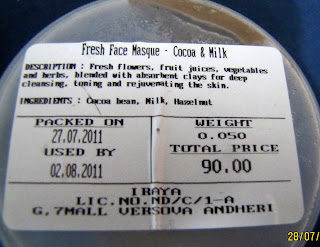 Fresh Face Masque - Cocoa & Milk
DESCRIPTION : Fresh flowers, fruit juices, vegetables
and herbs, blended with absorbent clays for deep
cleansing, toning and rejuvenating the skin.
INGREDIENTS : Cocoa bean, Milk, Hazelnut
PACKED ON WEIGHT
27.07.2011 0.050
USED BY TOTAL PRICE
02.08.2011 90.00
IRAYA
LIC.NO.ND/C/1-A
G,7MALL VERSOVA ANDHERI
28/07/